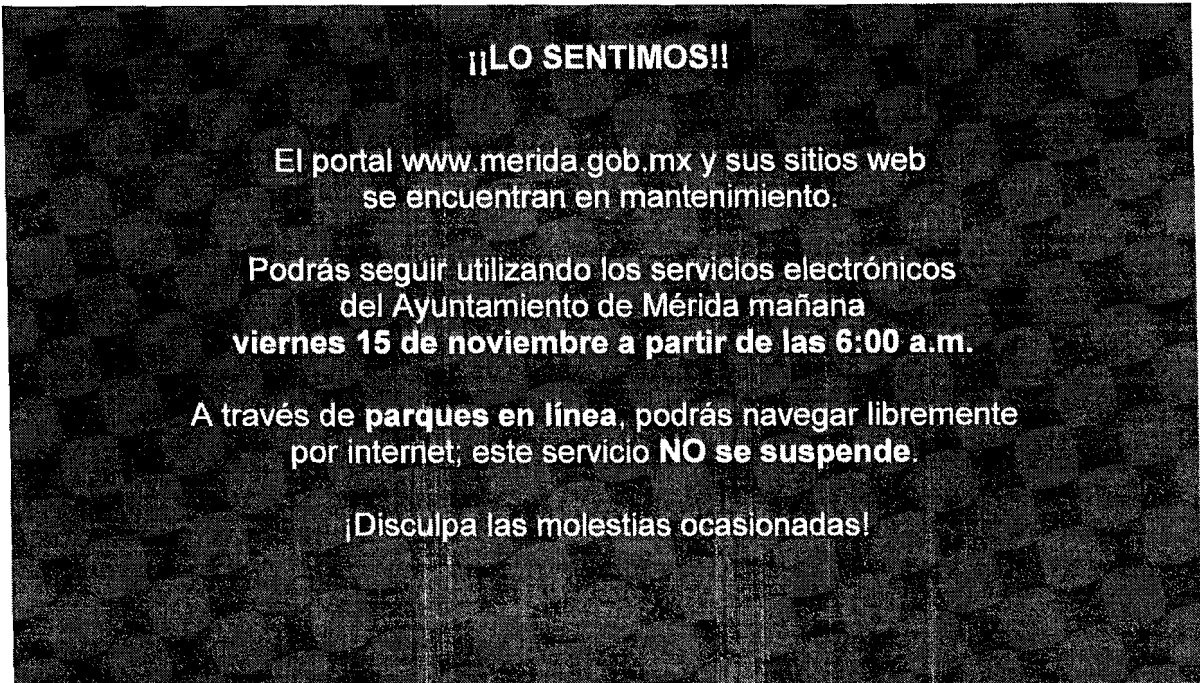 ¡¡LO SENTIMOS!!
El portal www.merida.gob.mx y sus sitios web
se encuentran en mantenimiento.
Podrás seguir utilizando los servicios electrónicos
del Ayuntamiento de Mérida mañana
viernes 15 de noviembre a partir de las 6:00 a.m.
A través de parques en línea, podrás navegar libremente
por internet; este servicio NO se suspende.
¡Disculpa las molestias ocasionadas!